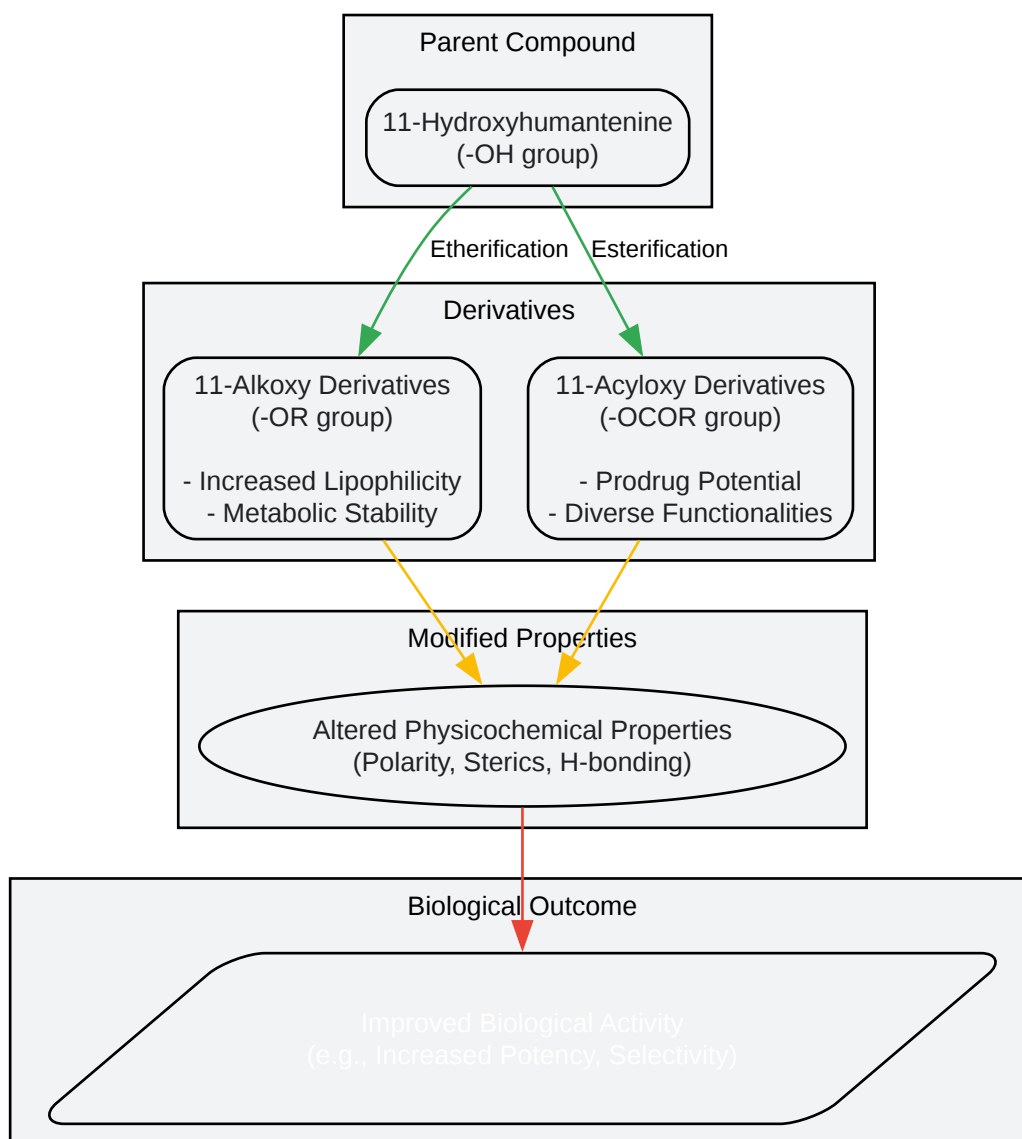 Parent Compound
11-Hydroxyhumantenine
(-OH group)
Etherification
Esterification
Derivatives
11-Alkoxy Derivatives
(-OR group)
- Increased Lipophilicity
- Metabolic Stability
11-Acyloxy Derivatives
(-OCOR group)
- Prodrug Potential
- Diverse Functionalities
Modified Properties
Altered Physicochemical Properties
(Polarity, Sterics, H-bonding)
Biological Outcome
Improved Biological Activity
(e.g., Increased Potency, Selectivity)